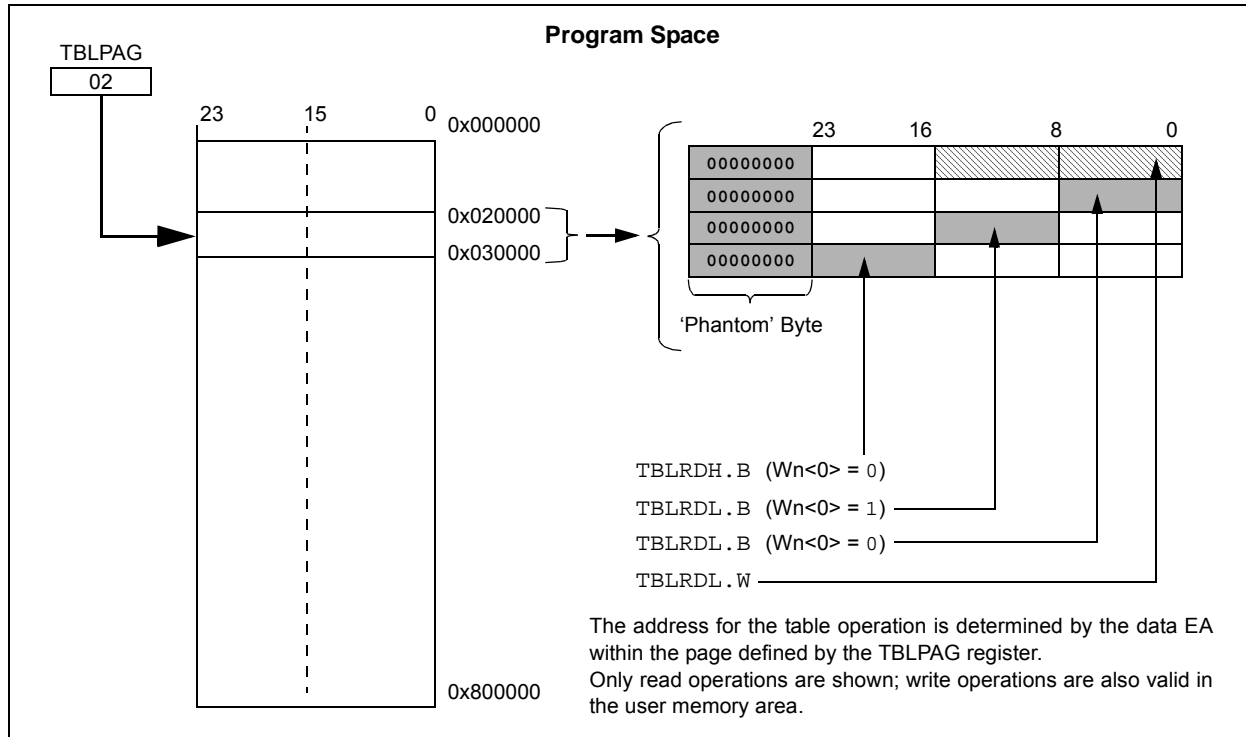 Program Space
TBLPAG
02
23 15 0
0x000000
0x020000
0x030000
0x800000
23 16 8 0
00000000
00000000
00000000
00000000
‘Phantom’ Byte
TBLRDH.B (Wn<0> = 0)
TBLRDL.B (Wn<0> = 1)
TBLRDL.B (Wn<0> = 0)
TBLRDL.W
The address for the table operation is determined by the data EA
within the page defined by the TBLPAG register.
Only read operations are shown; write operations are also valid in
the user memory area.